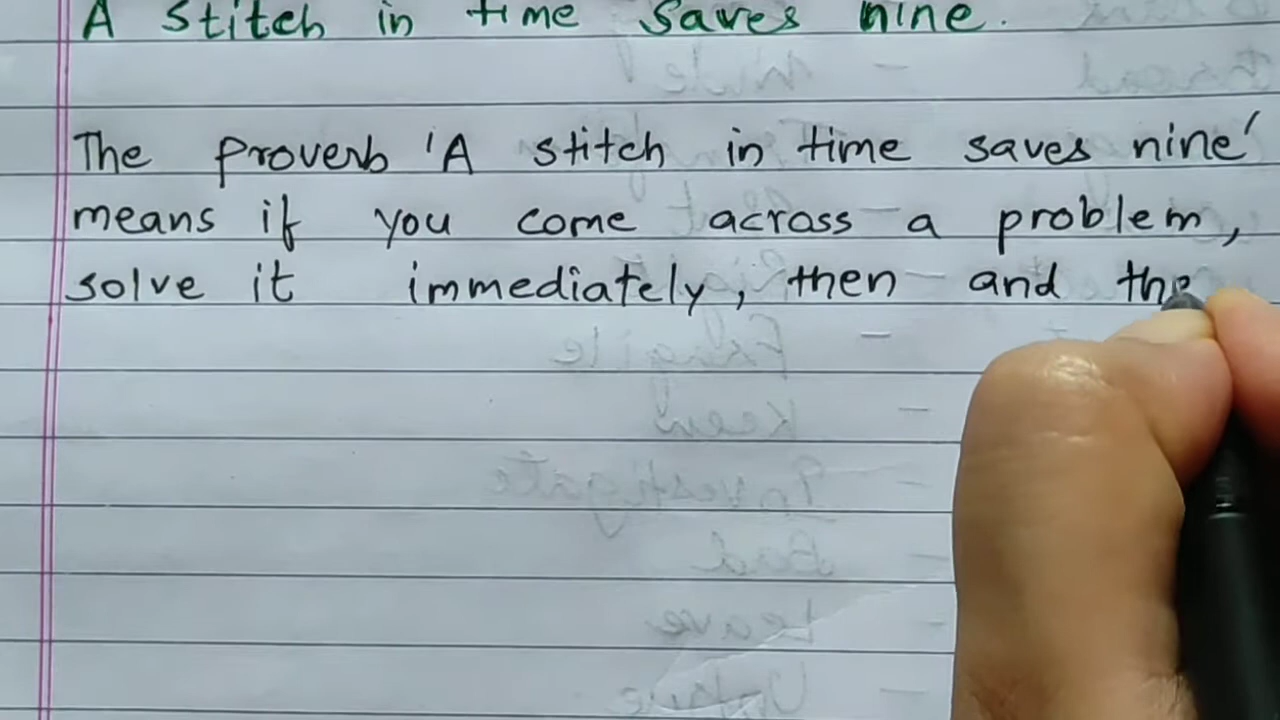 A stitch in time saves nine.
The proverb 'A stitch in time saves nine'
means if you come across a problem,
solve it immediately, then and the